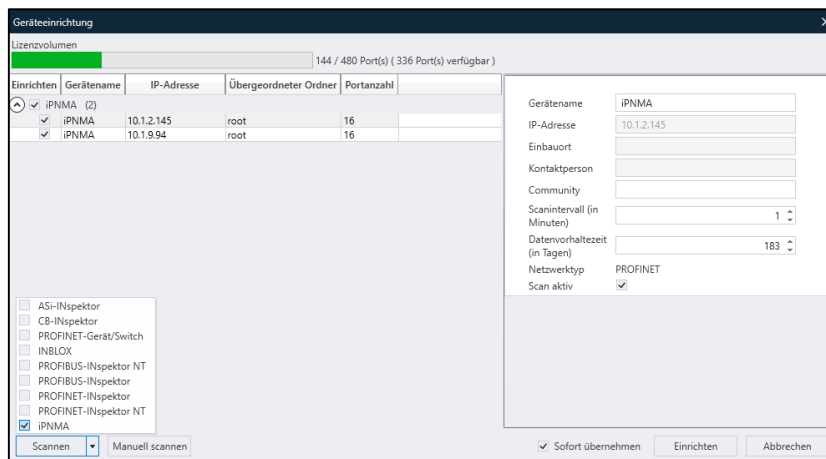 Geräteeinrichtung
Lizenzvolumen
144 / 480 Port(s) ( 336 Port(s) verfügbar )
Einrichten Gerätename IP-Adresse Übergeordneter Ordner Portanzahl
iPNMA (2)
iPNMA 10.1.2.145 root 16
iPNMA 10.1.9.94 root 16
ASi-INspektor
CB-INspektor
PROFINET-Gerät/Switch
INBLOX
PROFIBUS-INspektor NT
PROFIBUS-INspektor
PROFINET-INspektor
PROFINET-INspektor NT
iPNMA
Scannen Manuell scannen
Gerätename iPNMA
IP-Adresse 10.1.2.145
Einbauort
Kontaktperson
Community
Scanintervall (in
Minuten) 1
Datenvorhaltezeit
(in Tagen) 183
Netzwerktyp PROFINET
Scan aktiv
Sofort übernehmen Einrichten Abbrechen